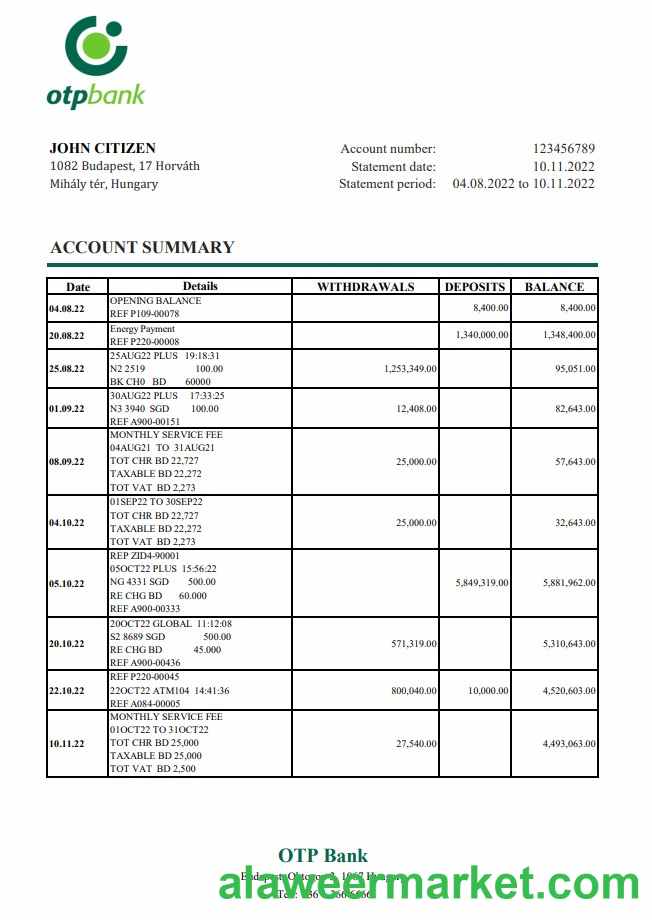 otpbank
JOHN CITIZEN
1082 Budapest, 17 Horváth
Mihály tér, Hungary
Account number: 123456789
Statement date: 10.11.2022
Statement period: 04.08.2022 to 10.11.2022
ACCOUNT SUMMARY
Date Details WITHDRAWALS DEPOSITS BALANCE
04.08.22 OPENING BALANCE 8,400.00 8,400.00
REF P109-00078
20.08.22 Energy Payment 1,340,000.00 1,348,400.00
REF P220-00008
25AUG22 PLUS 19:18:31
25.08.22 N2 2519 100.00 1,253,349.00 95,051.00
BK CH0 BD 60000
30AUG22 PLUS 17:33:25
01.09.22 N3 3940 SGD 100.00 12,408.00 82,643.00
REF A900-00151
MONTHLY SERVICE FEE
04AUG21 TO 31AUG21
08.09.22 TOT CHR BD 22,727 25,000.00 57,643.00
TAXABLE BD 22,272
TOT VAT BD 2,273
01SEP22 TO 30SEP22
04.10.22 TOT CHR BD 22,727 25,000.00 32,643.00
TAXABLE BD 22,272
TOT VAT BD 2,273
REP ZID4-90001
05OCT22 PLUS 15:56:22
05.10.22 NG 4331 SGD 500.00 5,849,319.00 5,881,962.00
RE CHG BD 60.000
REF A900-00333
20OCT22 GLOBAL 11:12:08
20.10.22 S2 8689 SGD 500.00 571,319.00 5,310,643.00
RE CHG BD 45.000
REF A900-00436
REF P220-00045
22.10.22 22OCT22 ATM104 14:41:36 800,040.00 10,000.00 4,520,603.00
REF A084-00005
MONTHLY SERVICE FEE
01OCT22 TO 31OCT22
10.11.22 TOT CHR BD 25,000 27,540.00 4,493,063.00
TAXABLE BD 25,000
TOT VAT BD 2,500
OTP Bank
alaweermarket.com